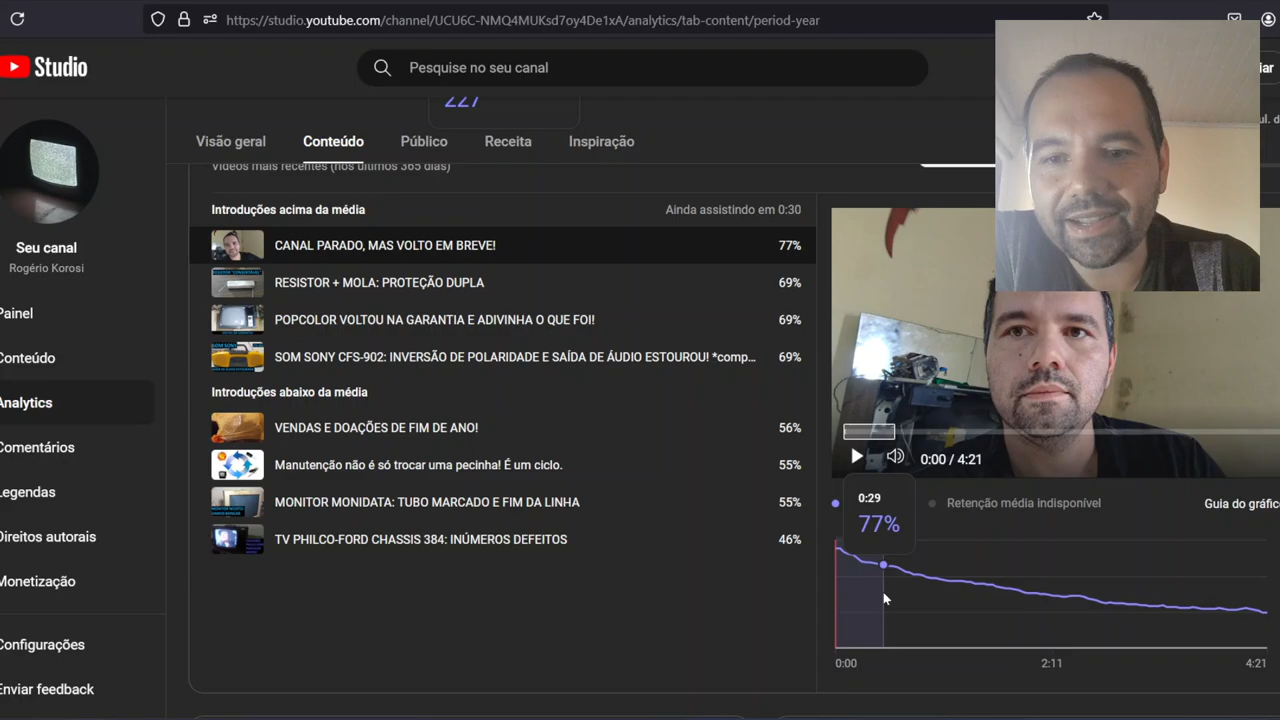 https://studio.youtube.com/channel/UCU6C-NMQ4MUKsd7oy4De1xA/analytics/tab-content/period-year
Studio
Pesquise no seu canal
iar
227
ul. d
Visão geral
Conteúdo
Público
Receita
Inspiração
Vídeos mais recentes (nos últimos 365 dias)
Introduções acima da média
Ainda assistindo em 0:30
CANAL PARADO, MAS VOLTO EM BREVE!
77%
RESISTOR + MOLA: PROTEÇÃO DUPLA
69%
POPCOLOR VOLTOU NA GARANTIA E ADIVINHA O QUE FOI!
69%
SOM SONY CFS-902: INVERSÃO DE POLARIDADE E SAÍDA DE ÁUDIO ESTOUROU! *comp...
69%
Introduções abaixo da média
VENDAS E DOAÇÕES DE FIM DE ANO!
56%
Manutenção não é só trocar uma pecinha! É um ciclo.
55%
MONITOR MONIDATA: TUBO MARCADO E FIM DA LINHA
55%
TV PHILCO-FORD CHASSIS 384: INÚMEROS DEFEITOS
46%
Seu canal
Rogério Korosi
Painel
Conteúdo
Analytics
Comentários
Legendas
Direitos autorais
Monetização
Configurações
Enviar feedback
0:00 / 4:21
0:29
77%
Retenção média indisponível
Guia do gráfico
0:00
2:11
4:21